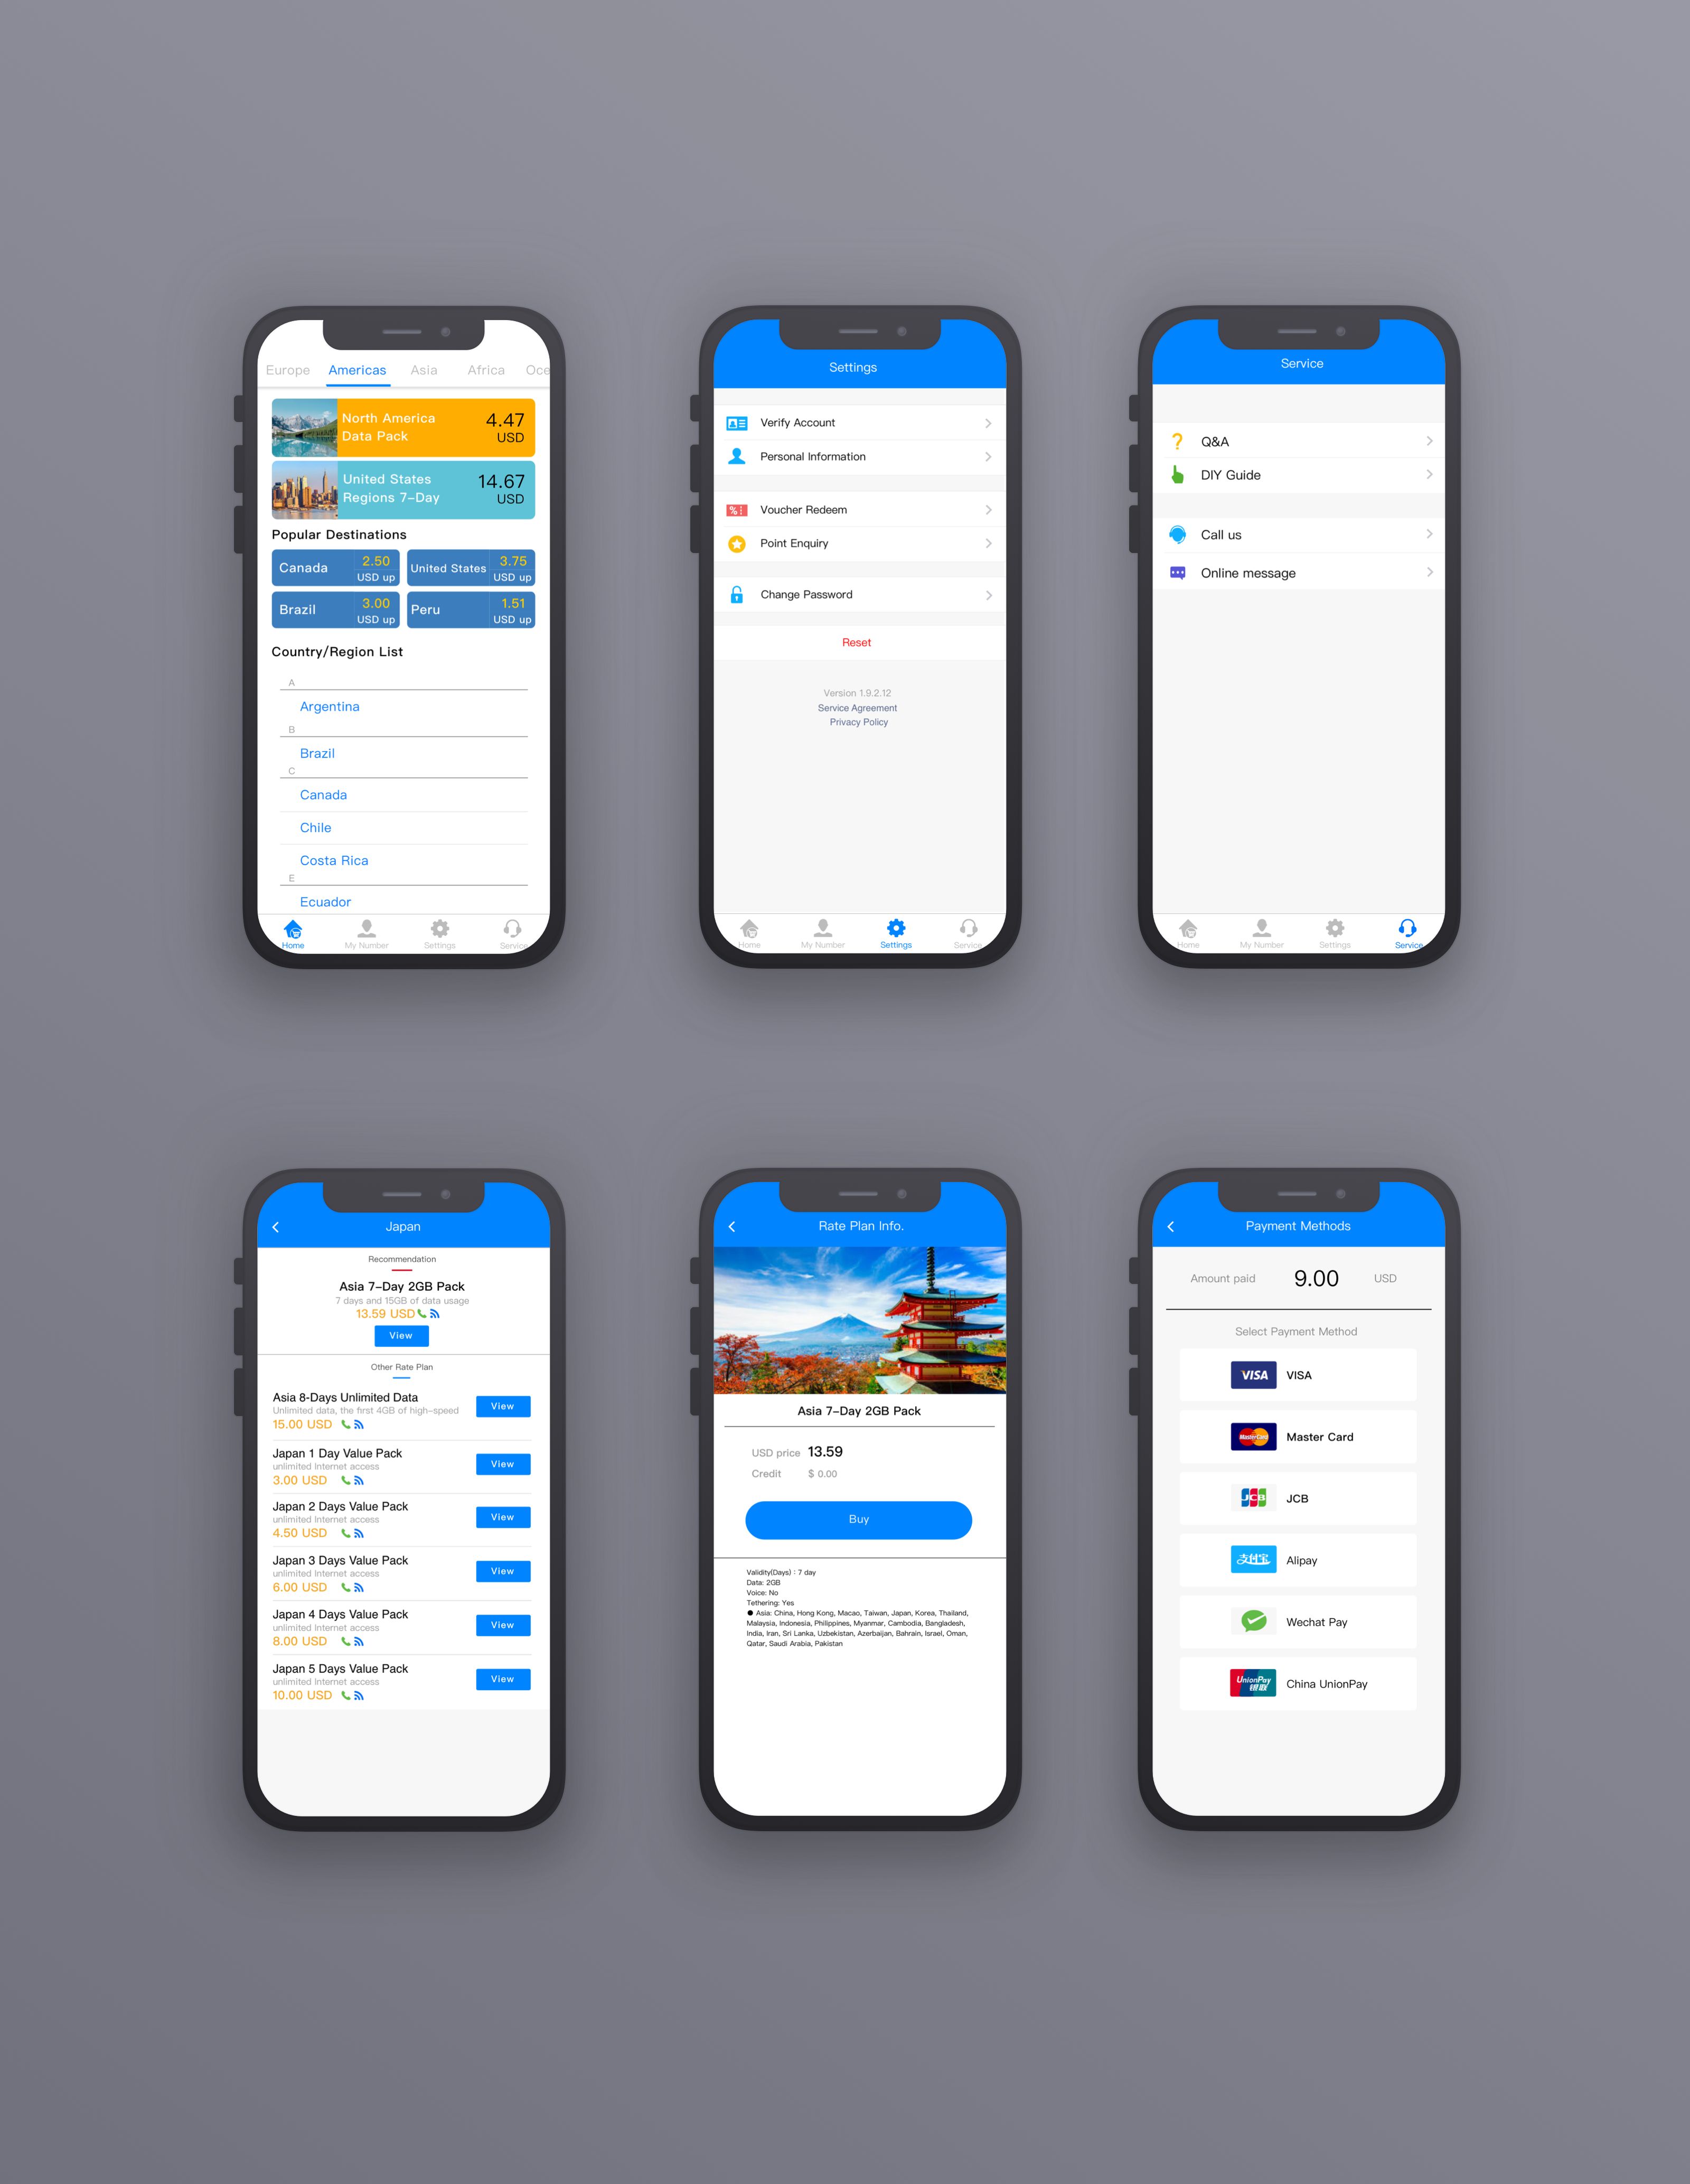 Europe Americas Asia Africa Oce
North America
Data Pack
4.47
USD
United States
Regions 7-Day
14.67
USD
Popular Destinations
Canada
2.50
USD up
United States
3.75
USD up
Brazil
3.00
USD up
Peru
1.51
USD up
Country/Region List
A
Argentina
B
Brazil
C
Canada
Chile
Costa Rica
E
Ecuador
Home My Number Settings Service
Settings
Verify Account
Personal Information
Voucher Redeem
Point Enquiry
Change Password
Reset
Version 1.9.2.12
Service Agreement
Privacy Policy
Home My Number Settings Service
Service
Q&A
DIY Guide
Call us
Online message
Home My Number Settings Service
Japan
Recommendation
Asia 7-Day 2GB Pack
7 days and 15GB of data usage
13.59 USD
View
Other Rate Plan
Asia 8-Days Unlimited Data
Unlimited data, the first 4GB of high-speed
15.00 USD
View
Japan 1 Day Value Pack
unlimited Internet access
3.00 USD
View
Japan 2 Days Value Pack
unlimited Internet access
4.50 USD
View
Japan 3 Days Value Pack
unlimited Internet access
6.00 USD
View
Japan 4 Days Value Pack
unlimited Internet access
8.00 USD
View
Japan 5 Days Value Pack
unlimited Internet access
10.00 USD
View
Rate Plan Info.
Asia 7-Day 2GB Pack
USD price 13.59
Credit $ 0.00
Buy
Validity(Days) : 7 day
Data: 2GB
Voice: No
Tethering: Yes
● Asia: China, Hong Kong, Macao, Taiwan, Japan, Korea, Thailand,
Malaysia, Indonesia, Philippines, Myanmar, Cambodia, Bangladesh,
India, Iran, Sri Lanka, Uzbekistan, Azerbaijan, Bahrain, Israel, Oman,
Qatar, Saudi Arabia, Pakistan
Payment Methods
Amount paid 9.00 USD
Select Payment Method
VISA VISA
MasterCard Master Card
JCB JCB
支付宝 Alipay
Wechat Pay
UnionPay
银联
China UnionPay